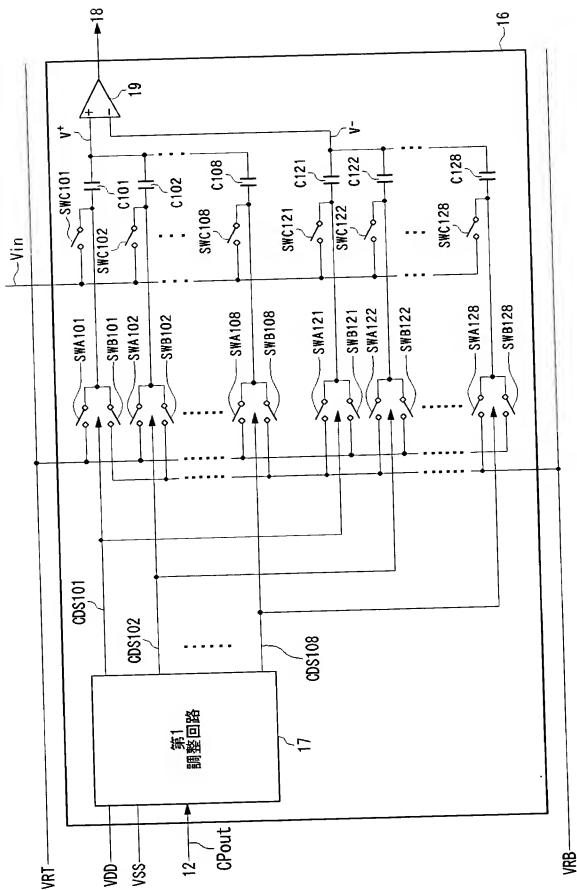 VRT
VDD
VSS
12
CPout
VRB
第1
調整回路
17
CDS101
CDS102
CDS108
SWA101
SWB101
SWA102
SWB102
SWA108
SWB108
SWA121
SWB121
SWA122
SWB122
SWA128
SWB128
Vin
SWC101
SWC102
SWC108
SWC121
SWC122
SWC128
C101
C102
C108
C121
C122
C128
V+
V-
+
-
19
18
16